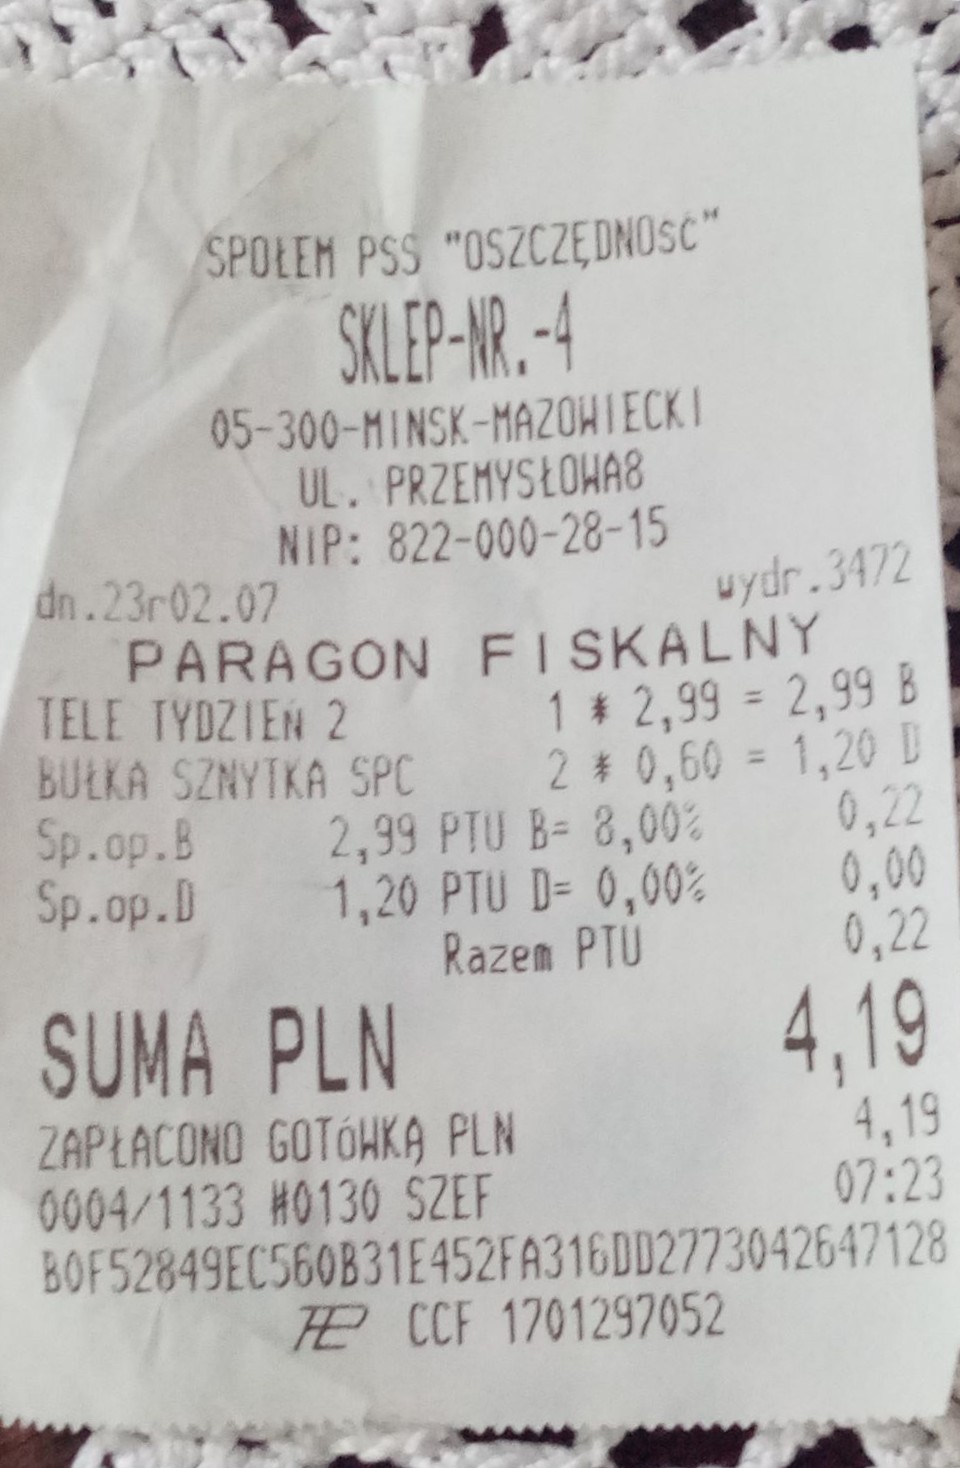 SPOŁEM PSS "OSZCZĘDNOŚĆ"
SKLEP-NR.-4
05-300-MINSK-MAZOWIECKI
UL. PRZEMYSŁOWA8
NIP: 822-000-28-15
dn.23r02.07 wydr.3472
PARAGON FISKALNY
TELE TYDZIEŃ 2 1 * 2,99 = 2,99 B
BUŁKA SZNYTKA SPC 2 * 0,60 = 1,20 D
Sp.op.B 2,99 PTU B= 8,00% 0,22
Sp.op.D 1,20 PTU D= 0,00% 0,00
Razem PTU 0,22
SUMA PLN 4,19
ZAPŁACONO GOTÓWKĄ PLN 4,19
0004/1133 #0130 SZEF 07:23
B0F52849EC560B31E452FA316DD2773042647128
CCF 1701297052